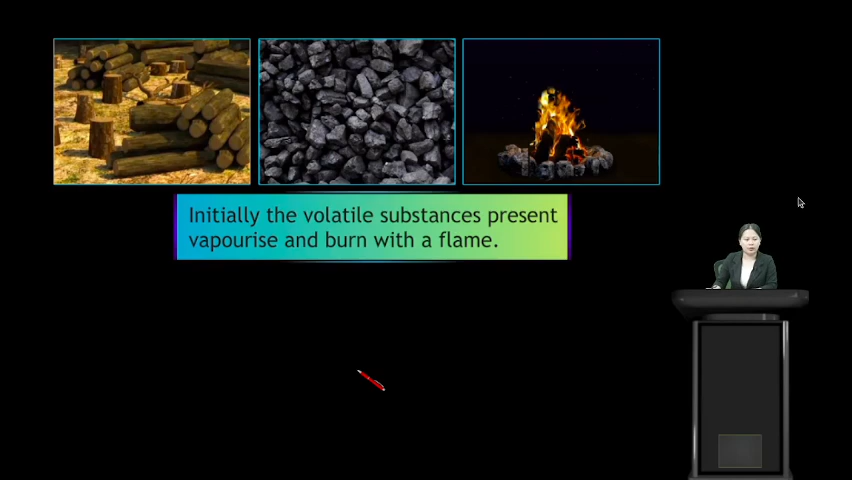 Initially the volatile substances present
vapourise and burn with a flame.